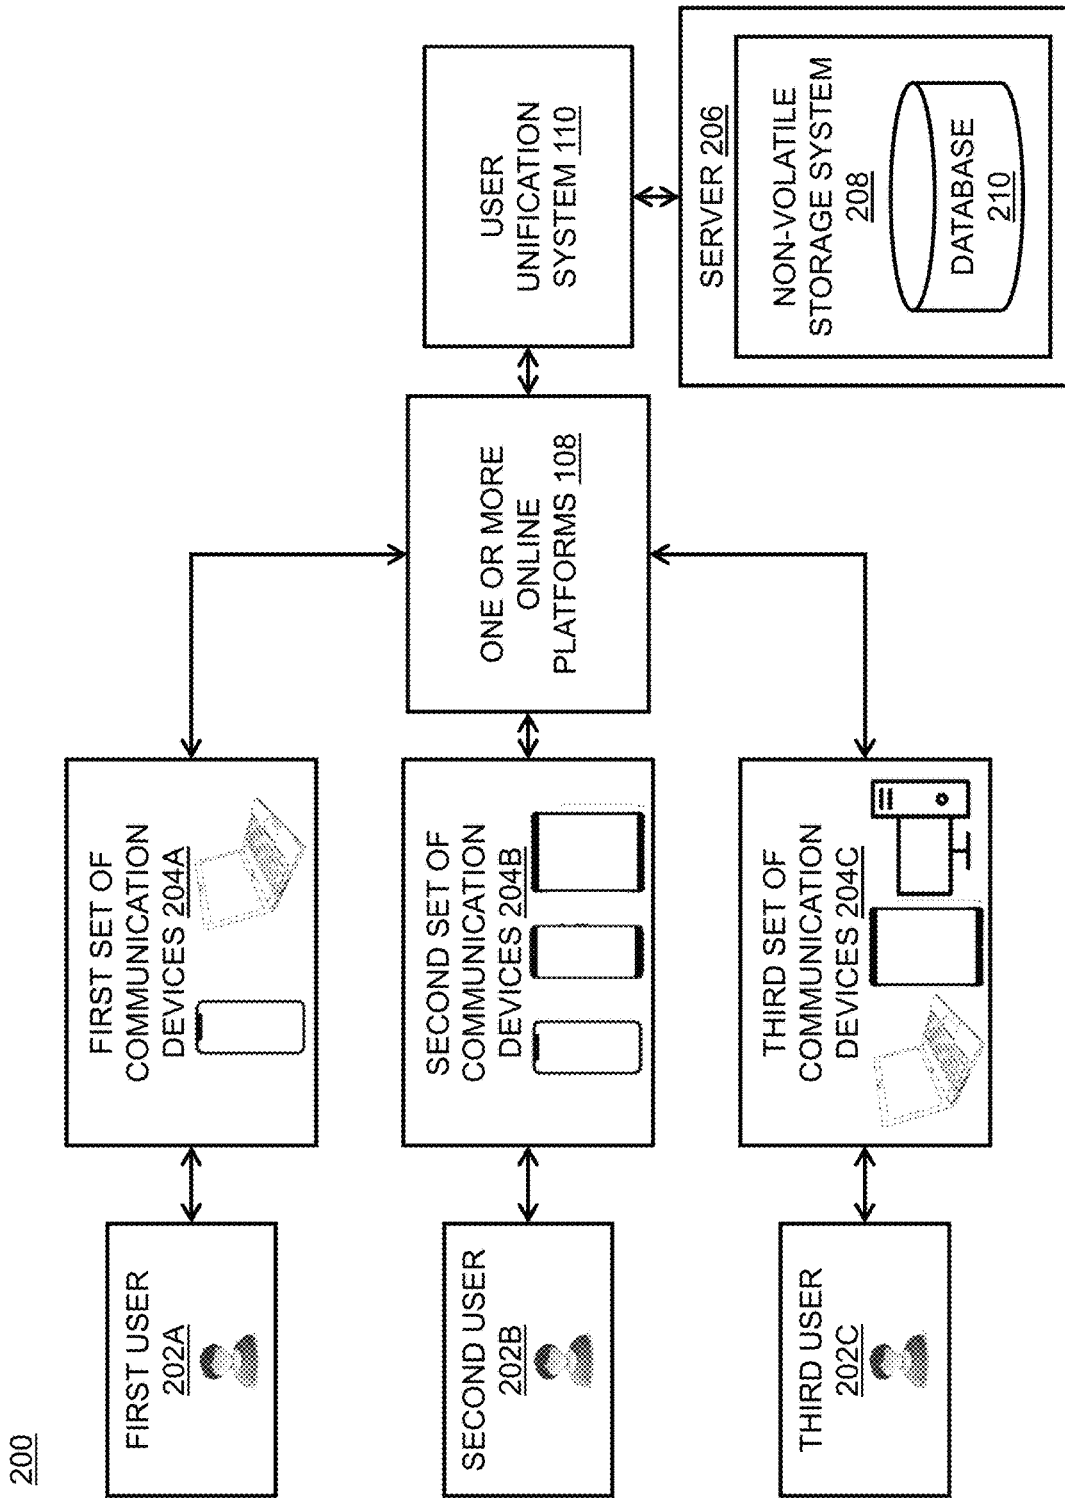 200
FIRST USER
202A
SECOND USER
202B
THIRD USER
202C
FIRST SET OF
COMMUNICATION
DEVICES 204A
SECOND SET OF
COMMUNICATION
DEVICES 204B
THIRD SET OF
COMMUNICATION
DEVICES 204C
ONE OR MORE
ONLINE
PLATFORMS 108
USER
UNIFICATION
SYSTEM 110
SERVER 206
NON-VOLATILE
STORAGE SYSTEM
208
DATABASE
210